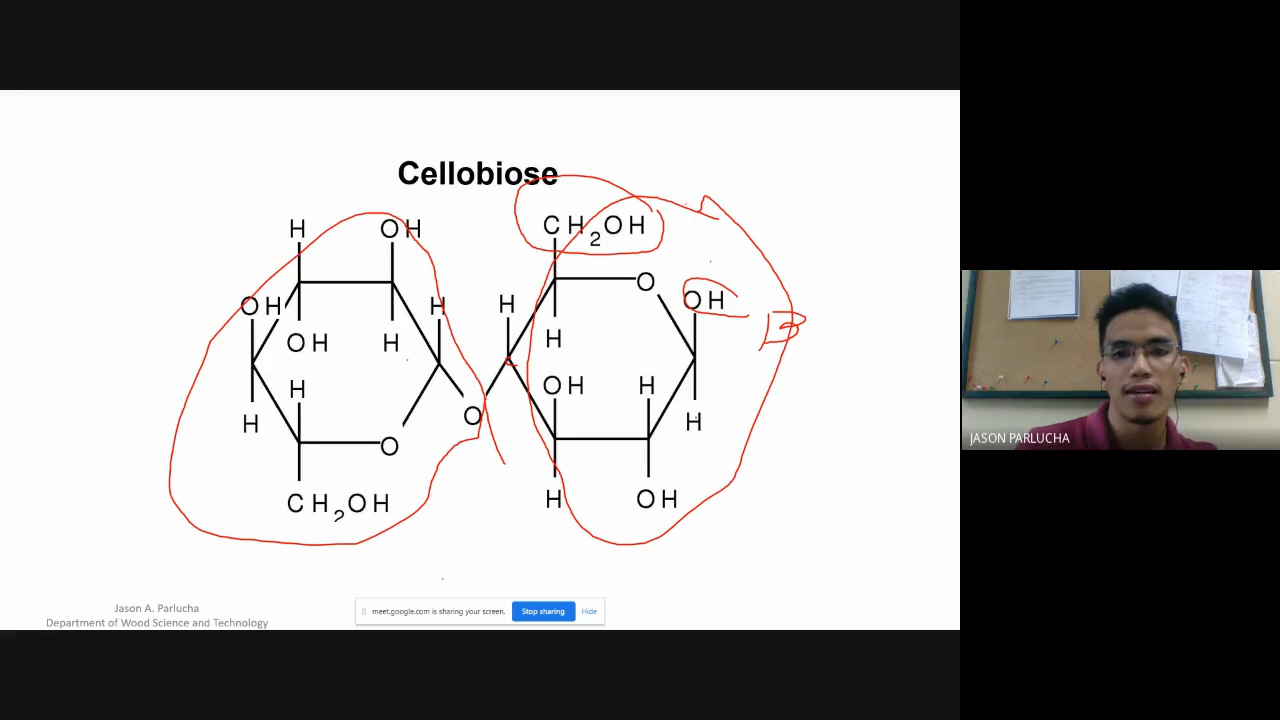 Cellobiose
H
OH
CH2OH
OH
H
OH
H
OH
H
H
H
OH
H
H
O
OH
H
O
H
O
CH2OH
H
OH
B
Jason A. Parlucha
Department of Wood Science and Technology
meet.google.com is sharing your screen. Stop sharing Hide
JASON PARLUCHA